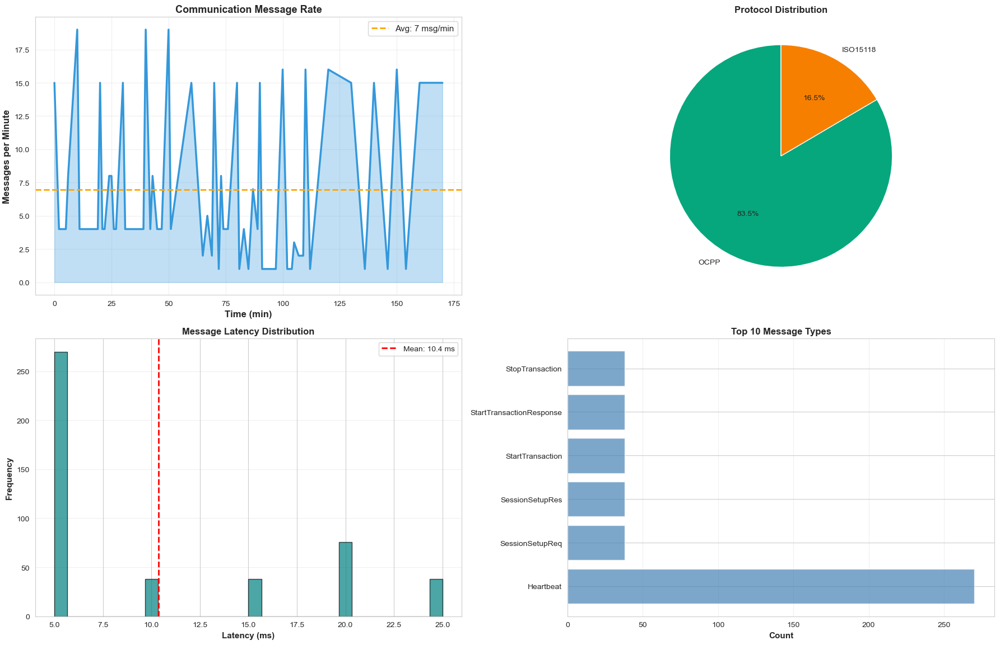 Communication Message Rate
Avg: 7 msg/min
Messages per Minute
17.5
15.0
12.5
10.0
7.5
5.0
2.5
0.0
0 25 50 75 100 125 150 175
Time (min)
Protocol Distribution
ISO15118
16.5%
83.5%
OCPP
Message Latency Distribution
Mean: 10.4 ms
Frequency
250
200
150
100
50
0
5.0 7.5 10.0 12.5 15.0 17.5 20.0 22.5 25.0
Latency (ms)
Top 10 Message Types
StopTransaction
StartTransactionResponse
StartTransaction
SessionSetupRes
SessionSetupReq
Heartbeat
0 50 100 150 200 250
Count